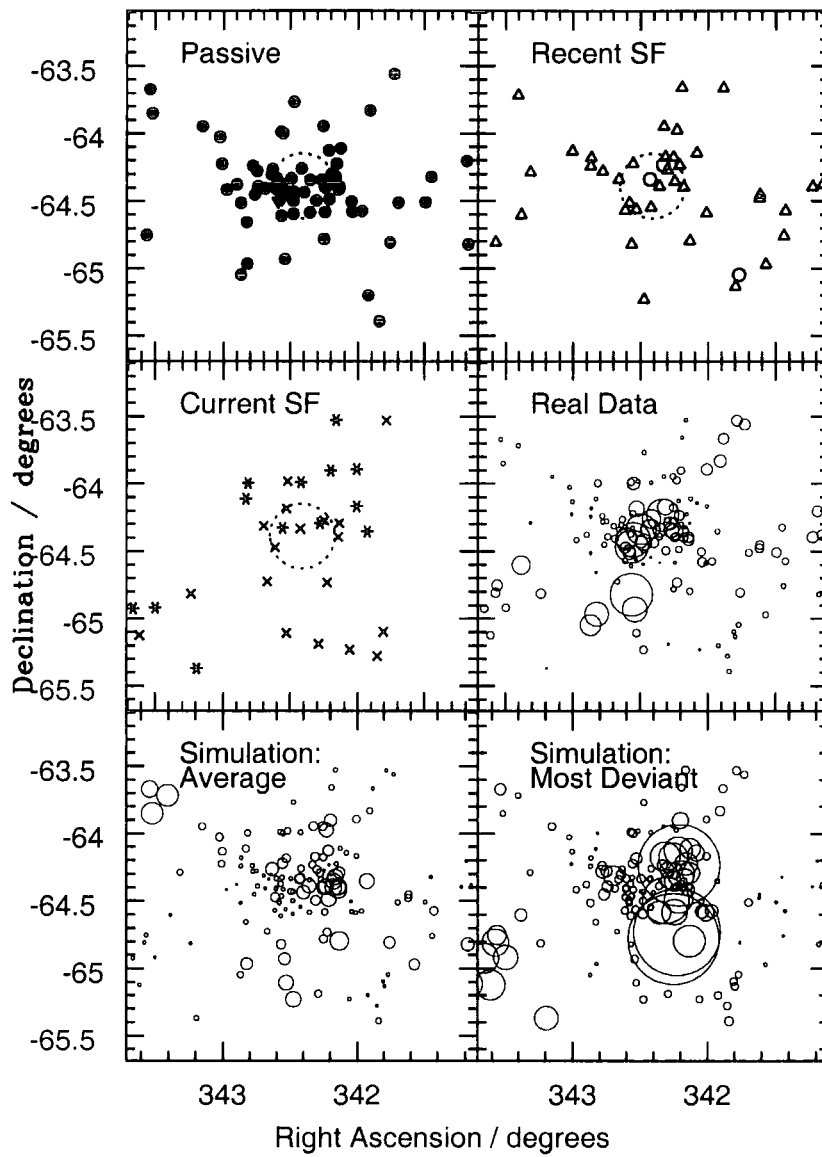 Passive
Recent SF
-63.5
-64
-64.5
-65
-65.5
Current SF
Real Data
-63.5
-64
-64.5
-65
-65.5
Declination / degrees
Simulation:
Average
Simulation:
Most Deviant
-63.5
-64
-64.5
-65
-65.5
343
342
343
342
Right Ascension / degrees